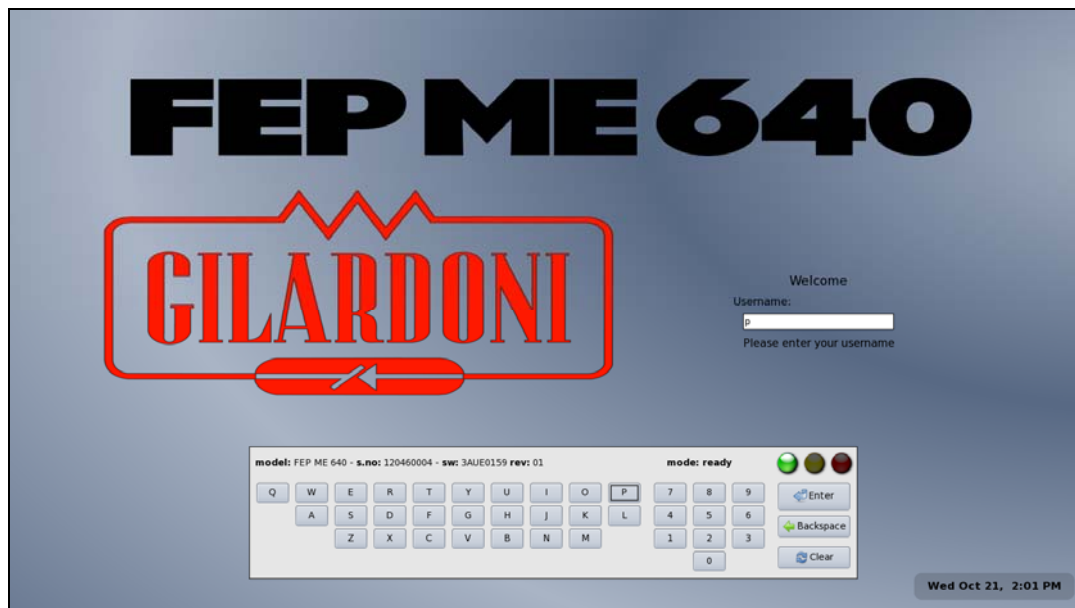 FEP ME 640
GILARDONI
Welcome
Username:
p
Please enter your username
model: FEP ME 640 - s.no: 120460004 - sw: 3AUE0159 rev: 01 mode: ready
Q W E R T Y U I O P 7 8 9 Enter
A S D F G H J K L 4 5 6 Backspace
Z X C V B N M 1 2 3
0 Clear
Wed Oct 21, 2:01 PM